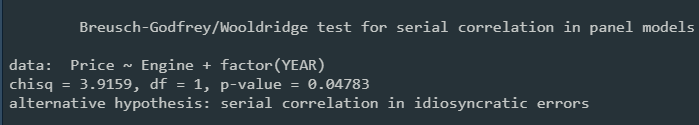 Breusch-Godfrey/Wooldridge test for serial correlation in panel models
data:  Price ~ Engine + factor(YEAR)
chisq = 3.9159, df = 1, p-value = 0.04783
alternative hypothesis: serial correlation in idiosyncratic errors